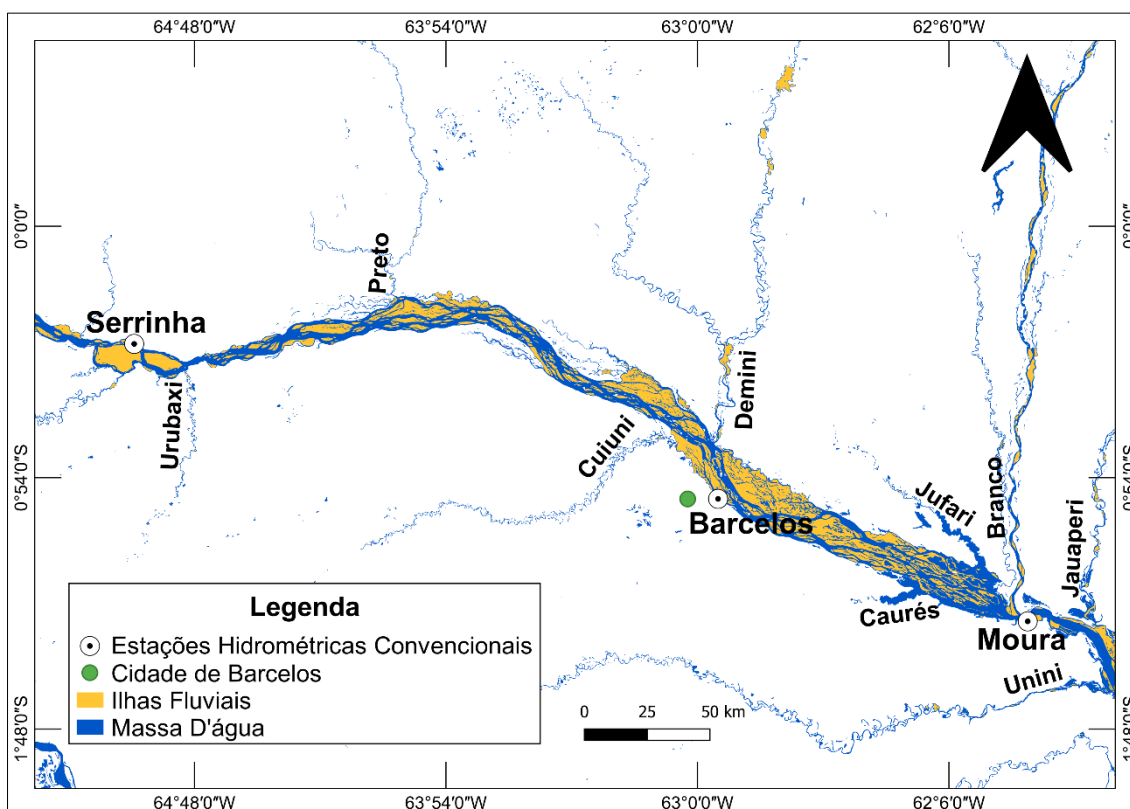 64°48′0″W 63°54′0″W 63°0′0″W 62°6′0″W
0°0′0″ 0°0′0″
Preto
Serrinha
Urubaxi
Demini
Cuiuni
0°54′0″S 0°54′0″S
Barcelos
Jufari
Branco
Jauaperi
Caurés
Moura
Unini
Legenda
Estações Hidrométricas Convencionais
Cidade de Barcelos
Ilhas Fluviais
Massa D'água
0 25 50 km
1°48′0″S 1°48′0″S
64°48′0″W 63°54′0″W 63°0′0″W 62°6′0″W